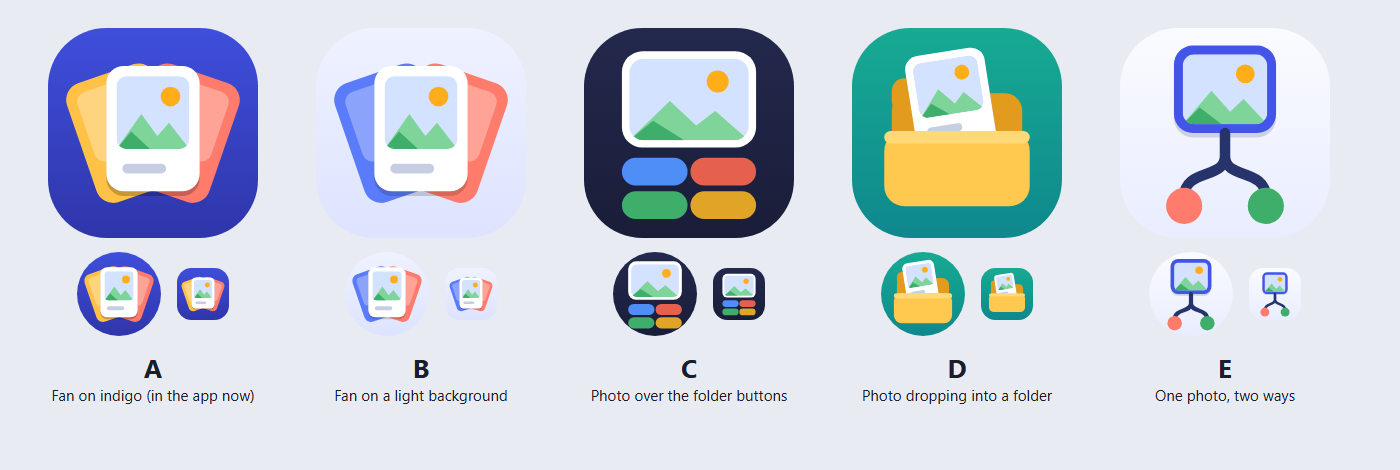 A
Fan on indigo (in the app now)
B
Fan on a light background
C
Photo over the folder buttons
D
Photo dropping into a folder
E
One photo, two ways